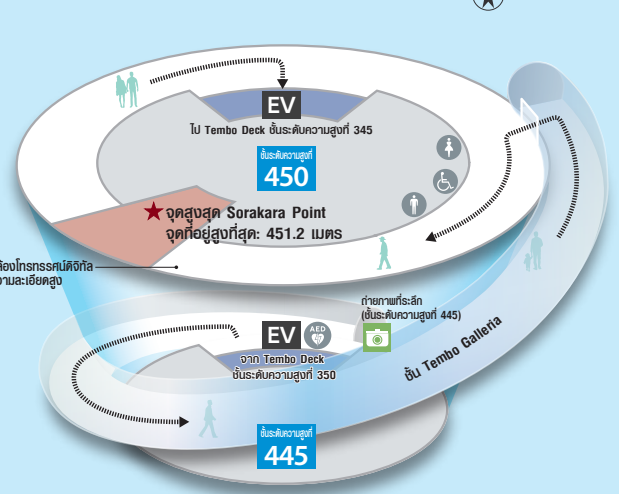 EV
ไป Tembo Deck ชั้นระดับความสูงที่ 345
ชั้นระดับความสูงที่
450
จุดสูงสุด Sorakara Point
จุดที่อยู่สูงที่สุด: 451.2 เมตร
ล้องโทรทรรศน์ดิจิทัล
วามละเอียดสูง
ถ่ายภาพที่ระลึก
(ชั้นระดับความสูงที่ 445)
EV
AED
จาก Tembo Deck
ชั้นระดับความสูงที่ 350
ชั้น Tembo Galleria
ชั้นระดับความสูงที่
445